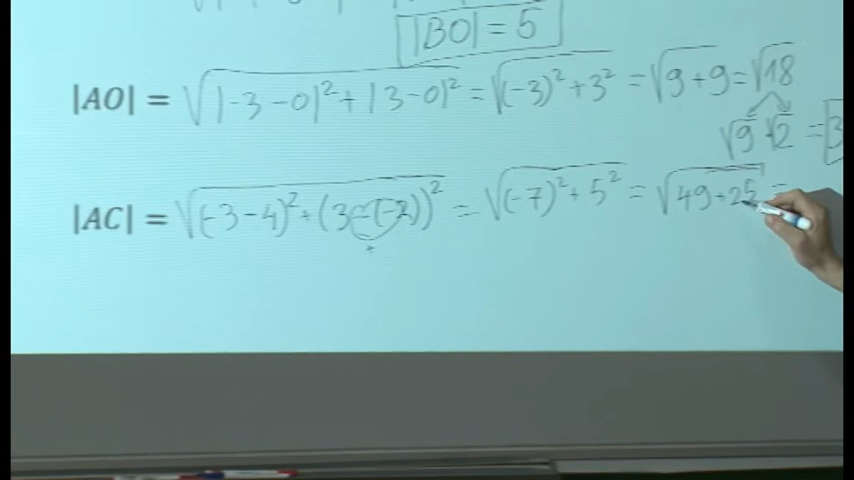 |BO| = 5
|AO| = √|-3-0|²+|3-0|² = √(-3)²+3² = √9+9 = √18
√9 √2 = 3
|AC| = √(-3-4)²+(3-(-2))² = √(-7)²+5² = √49+25 =
+